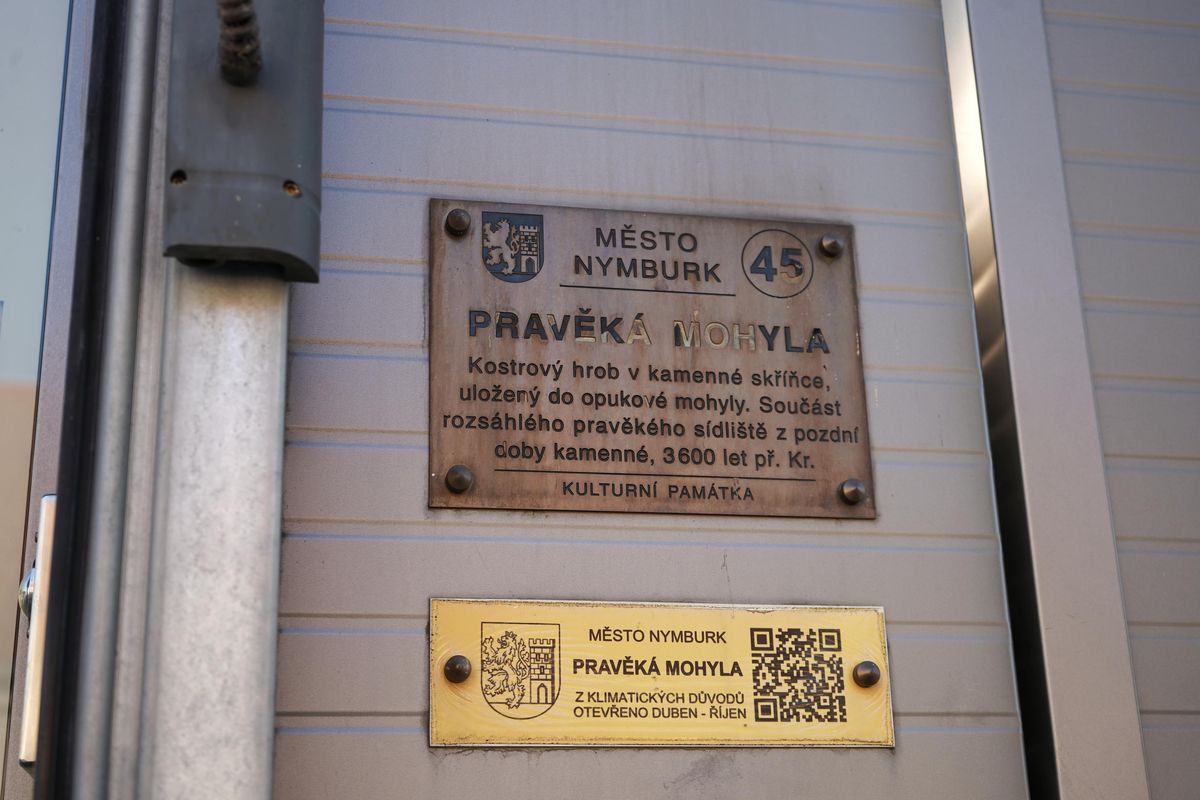 MĚSTO
NYMBURK
45
PRAVĚKÁ MOHYLA
Kostrový hrob v kamenné skříňce,
uložený do opukové mohyly. Součást
rozsáhlého pravěkého sídliště z pozdní
doby kamenné, 3600 let př. Kr.
KULTURNÍ PAMÁTKA
MĚSTO NYMBURK
PRAVĚKÁ MOHYLA
Z KLIMATICKÝCH DŮVODŮ
OTEVŘENO DUBEN - ŘÍJEN